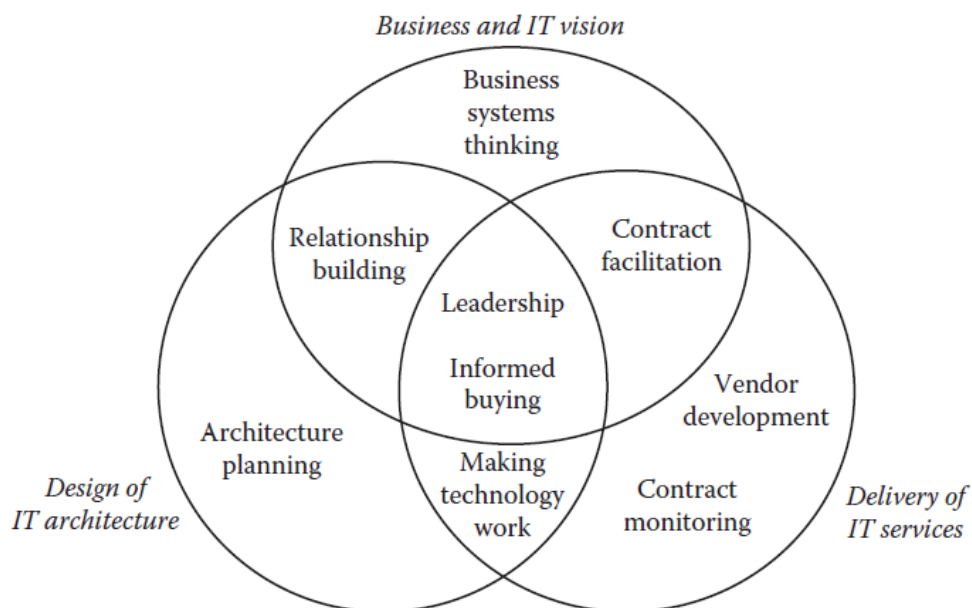 Business and IT vision
Business
systems
thinking
Relationship
building
Contract
facilitation
Leadership
Informed
buying
Vendor
development
Architecture
planning
Making
technology
work
Contract
monitoring
Design of
IT architecture
Delivery of
IT services